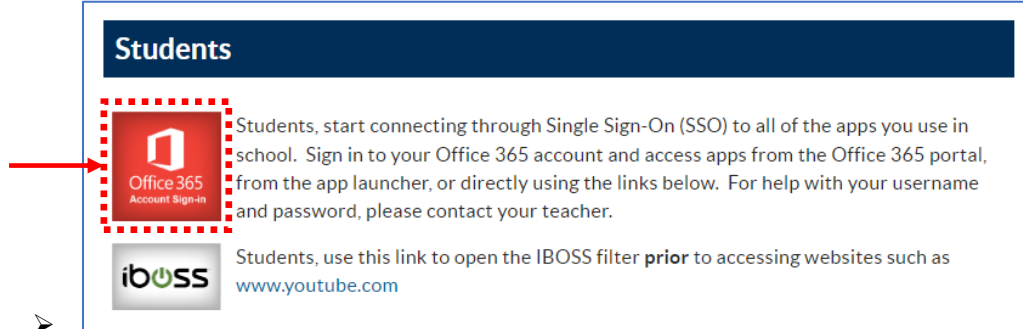 Students
Students, start connecting through Single Sign-On (SSO) to all of the apps you use in
school.  Sign in to your Office 365 account and access apps from the Office 365 portal,
from the app launcher, or directly using the links below.  For help with your username
and password, please contact your teacher.
Office 365
Account Sign-in
Students, use this link to open the IBOSS filter prior to accessing websites such as
www.youtube.com
iboss